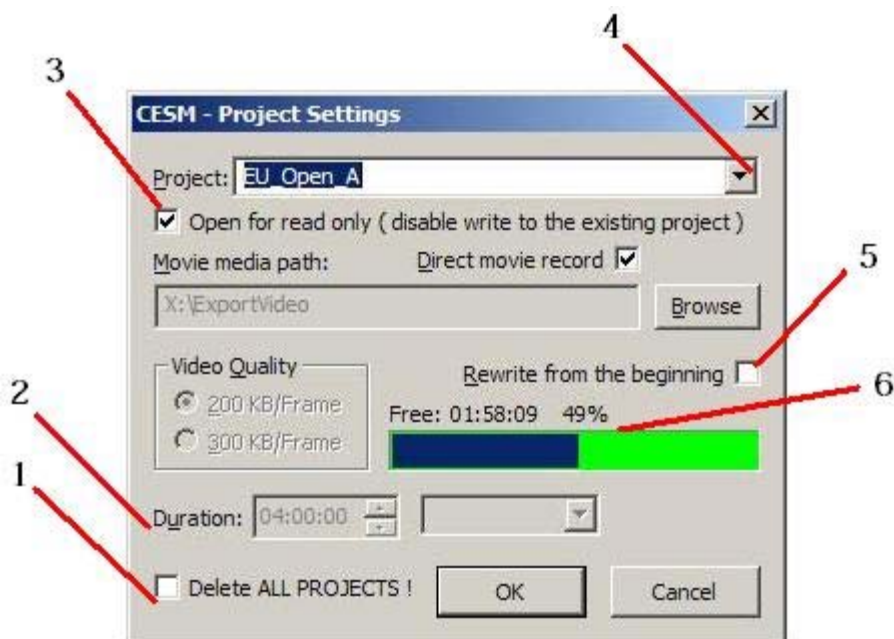 4
3
CESM - Project Settings
Project: EU_Open_A
Open for read only ( disable write to the existing project )
Movie media path: Direct movie record
5
X:\ExportVideo Browse
Video Quality
Rewrite from the beginning
6
2
200 KB/Frame
Free: 01:58:09 49%
300 KB/Frame
1
Duration: 04:00:00
Delete ALL PROJECTS ! OK Cancel